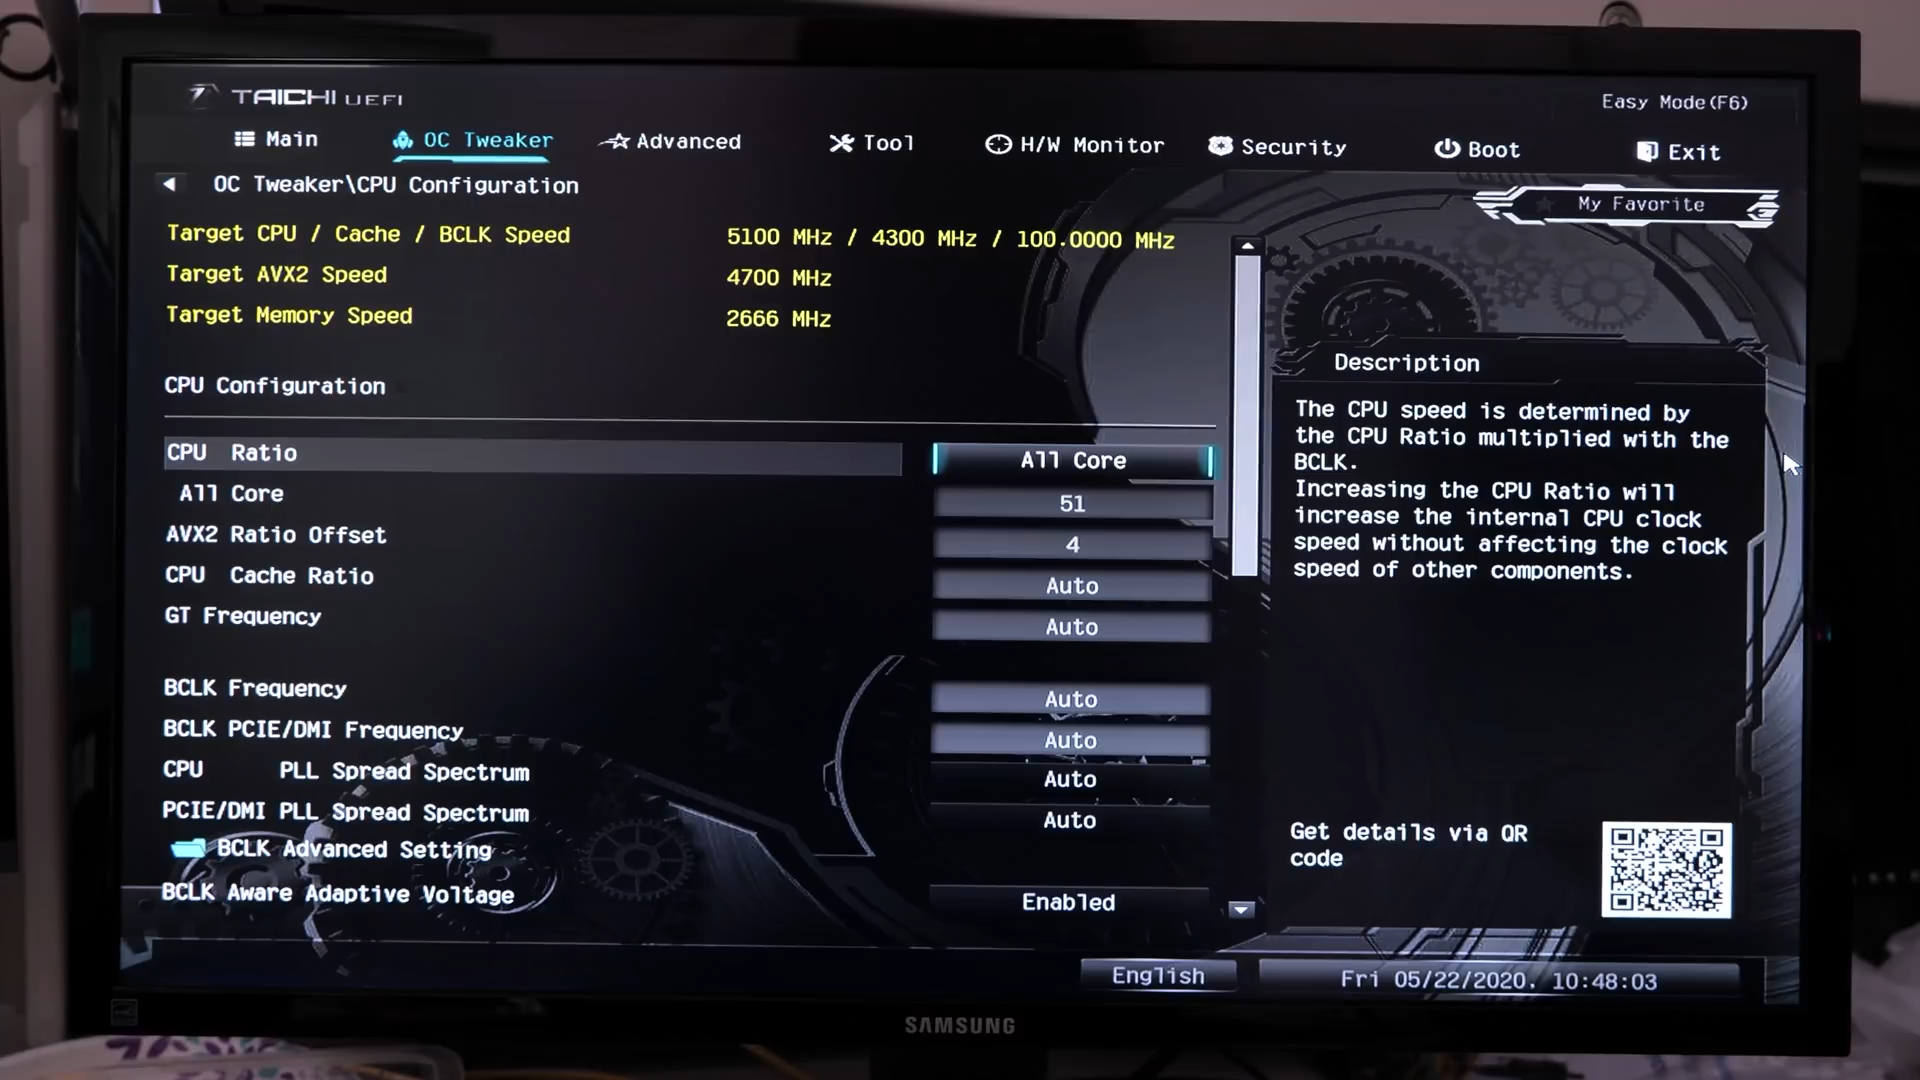 TAICHI UEFI
Easy Mode(F6)
Main
OC Tweaker
Advanced
Tool
H/W Monitor
Security
Boot
Exit
OC Tweaker\CPU Configuration
My Favorite
Target CPU / Cache / BCLK Speed 5100 MHz / 4300 MHz / 100.0000 MHz
Target AVX2 Speed 4700 MHz
Target Memory Speed 2666 MHz
CPU Configuration
CPU Ratio All Core
All Core 51
AVX2 Ratio Offset 4
CPU Cache Ratio Auto
GT Frequency Auto
BCLK Frequency Auto
BCLK PCIE/DMI Frequency Auto
CPU PLL Spread Spectrum Auto
PCIE/DMI PLL Spread Spectrum Auto
BCLK Advanced Setting
BCLK Aware Adaptive Voltage Enabled
Description
The CPU speed is determined by
the CPU Ratio multiplied with the
BCLK.
Increasing the CPU Ratio will
increase the internal CPU clock
speed without affecting the clock
speed of other components.
Get details via QR
code
English
Fri 05/22/2020, 10:48:03
SAMSUNG